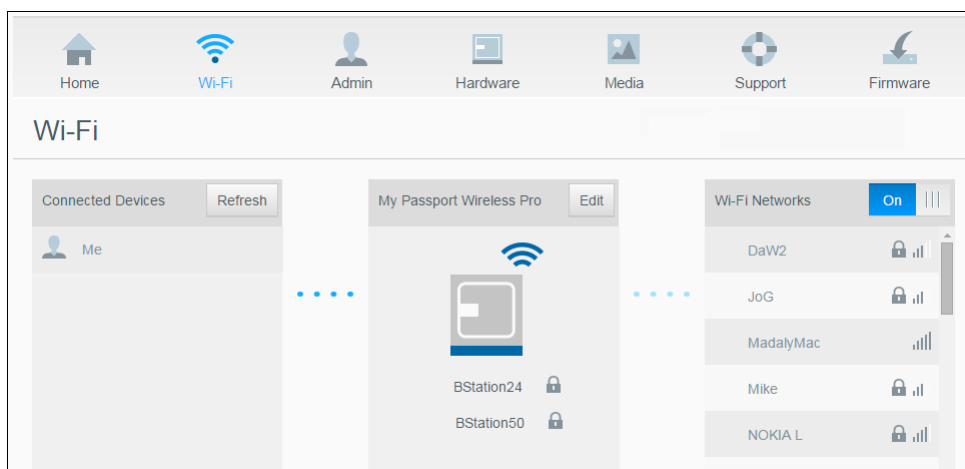 Home
Wi-Fi
Admin
Hardware
Media
Support
Firmware
Wi-Fi
Connected Devices
Refresh
Me
My Passport Wireless Pro
Edit
BStation24
BStation50
Wi-Fi Networks
On
DaW2
JoG
MadalyMac
Mike
NOKIA L